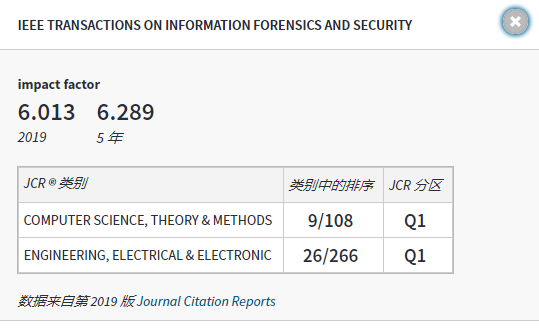 IEEE TRANSACTIONS ON INFORMATION FORENSICS AND SECURITY
impact factor
6.013 6.289
2019 5 年
JCR ® 类别 类别中的排序 JCR 分区
COMPUTER SCIENCE, THEORY & METHODS 9/108 Q1
ENGINEERING, ELECTRICAL & ELECTRONIC 26/266 Q1
数据来自第 2019 版 Journal Citation Reports